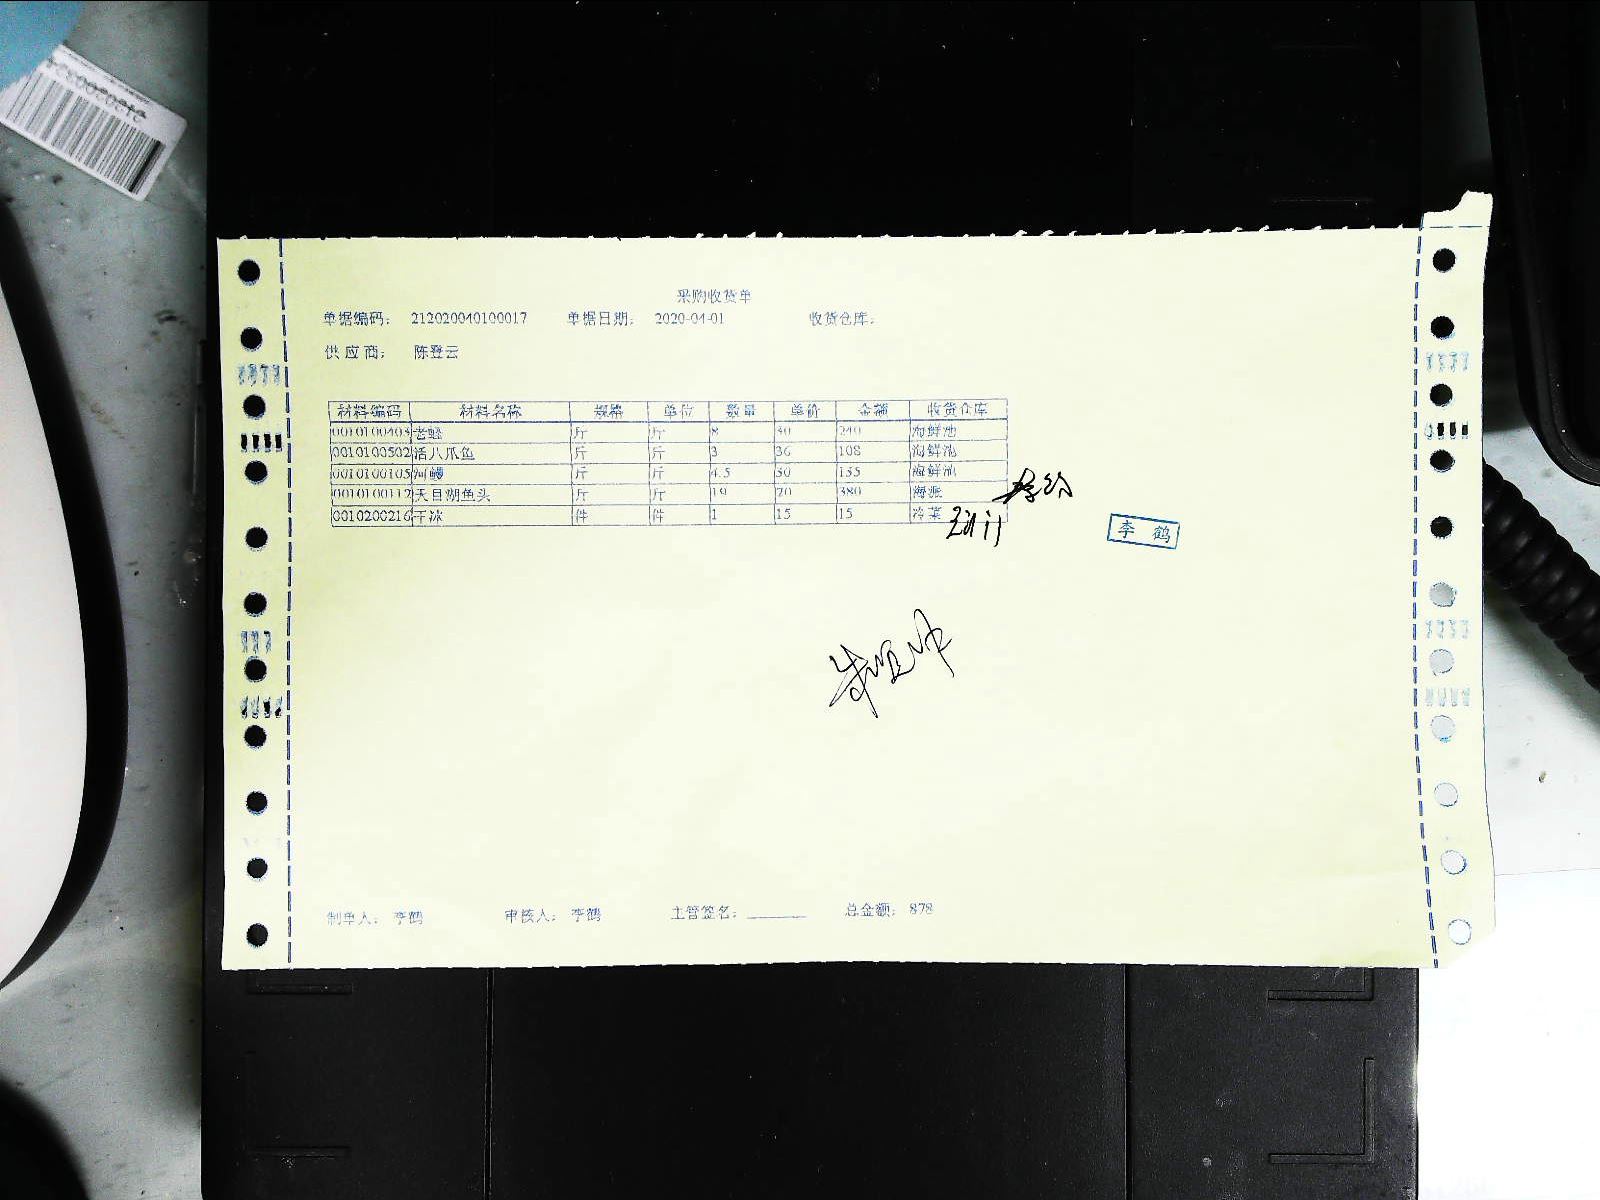 采购收货单
单据编码： 212020040100017 单据日期： 2020-04-01 收货仓库：
供 应 商： 陈登云
材料编码 材料名称 规格 单位 数量 单价 金额 收货仓库
0010100403 老蛏 斤 斤 8 30 240 海鲜池
0010100502 活八爪鱼 斤 斤 3 36 108 海鲜池
0010100105 河鳗 斤 斤 4.5 30 135 海鲜池
0010100112 天目湖鱼头 斤 斤 19 20 380 海派
0010200216 干冰 件 件 1 15 15 冷菜
李 鹤
制单人： 李鹤 审核人： 李鹤 主管签名： 总金额： 878